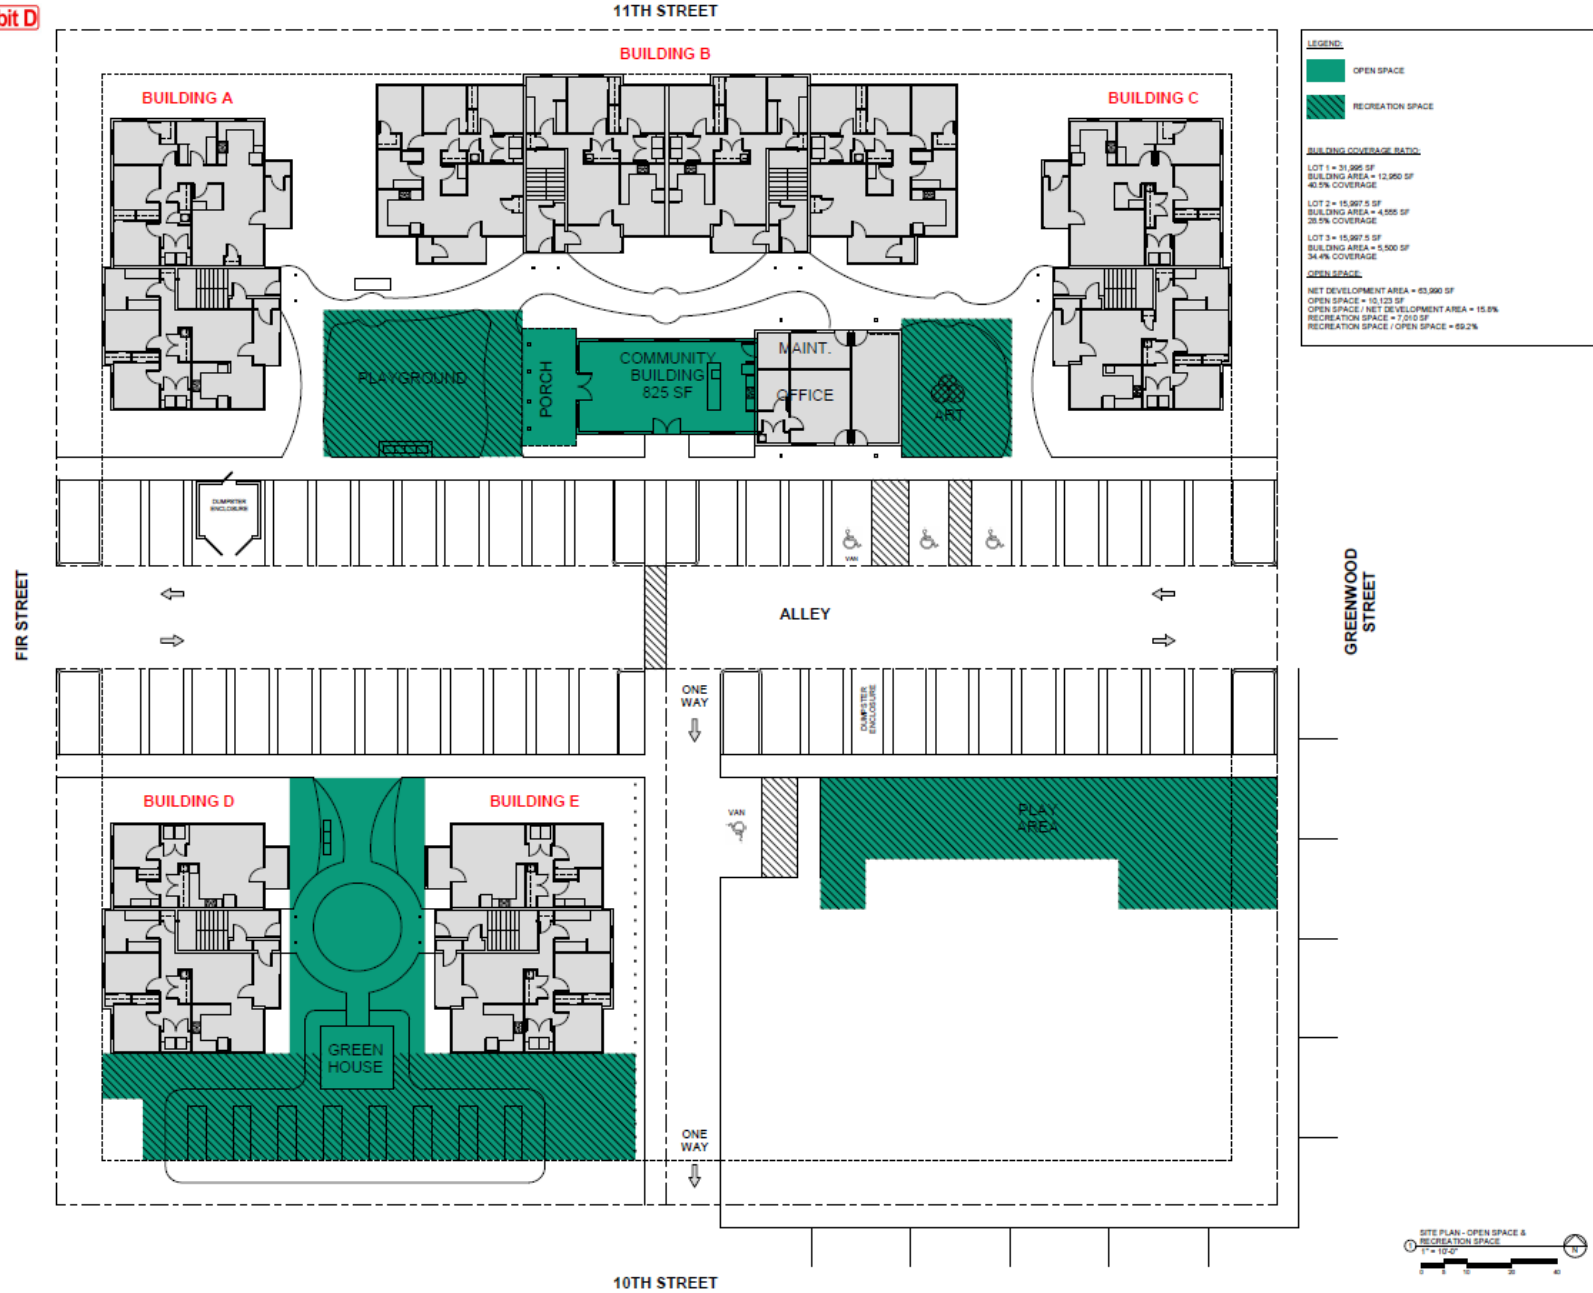 bit D
11TH STREET
BUILDING B
BUILDING A
BUILDING C
LEGEND:
OPEN SPACE
RECREATION SPACE
BUILDING COVERAGE RATIO:
LOT 1 = 31,995 SF
BUILDING AREA = 12,950 SF
40.5% COVERAGE
LOT 2 = 15,997.5 SF
BUILDING AREA = 4,555 SF
28.5% COVERAGE
LOT 3 = 15,997.5 SF
BUILDING AREA = 5,500 SF
34.4% COVERAGE
OPEN SPACE:
NET DEVELOPMENT AREA = 63,990 SF
OPEN SPACE = 10,123 SF
OPEN SPACE / NET DEVELOPMENT AREA = 15.8%
RECREATION SPACE = 7,010 SF
RECREATION SPACE / OPEN SPACE = 69.2%
PLAYGROUND
PORCH
COMMUNITY
BUILDING
825 SF
MAINT.
OFFICE
ART
DUMPSTER
ENCLOSURE
VAN
FIR STREET
ALLEY
GREENWOOD
STREET
ONE
WAY
DUMPSTER
ENCLOSURE
BUILDING D
BUILDING E
VAN
PLAY
AREA
GREEN
HOUSE
ONE
WAY
10TH STREET
SITE PLAN - OPEN SPACE &
RECREATION SPACE
1
1" = 10'-0"
N
0 5 10 20 40